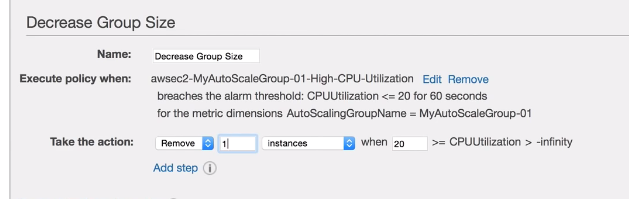 Decrease Group Size
Name: Decrease Group Size
Execute policy when: awsec2-MyAutoScaleGroup-01-High-CPU-Utilization Edit Remove
breaches the alarm threshold: CPUUtilization <= 20 for 60 seconds
for the metric dimensions AutoScalingGroupName = MyAutoScaleGroup-01
Take the action: Remove 1 instances when 20 >= CPUUtilization > -infinity
Add step i